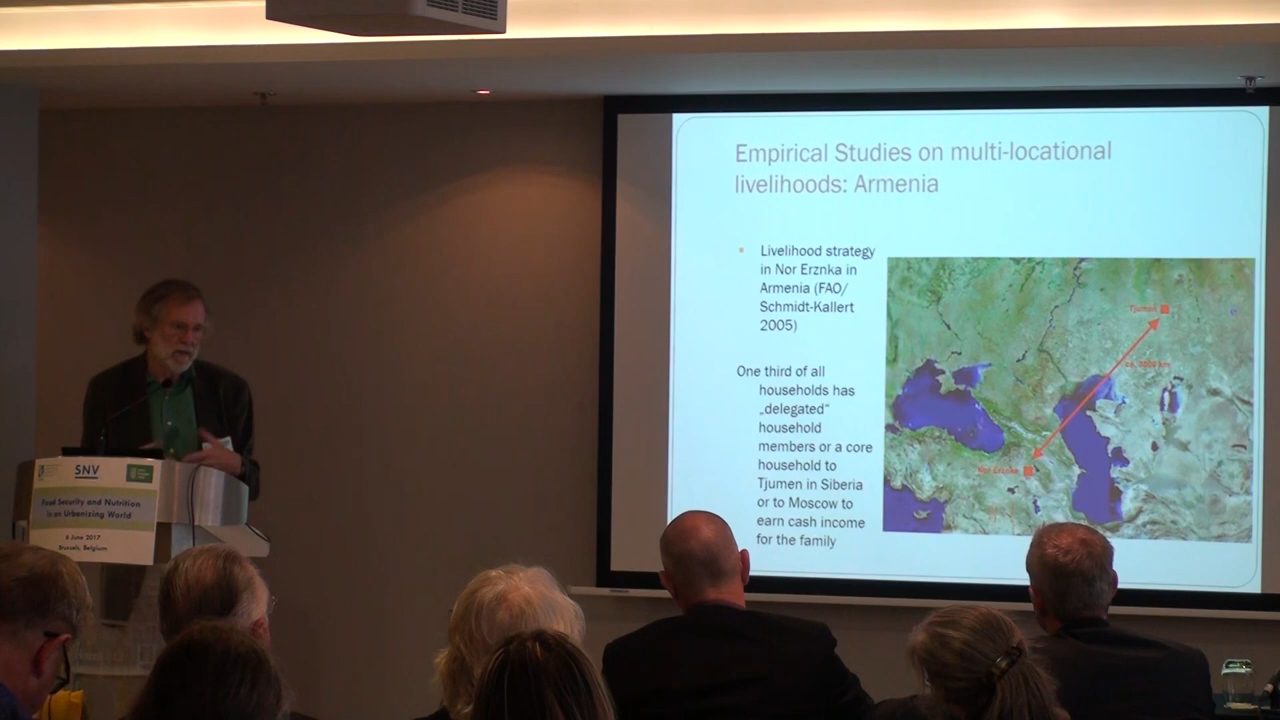 Empirical Studies on multi-locational
livelihoods: Armenia
Livelihood strategy
in Nor Erznka in
Armenia (FAO/
Schmidt-Kallert
2005)
One third of all
households has
„delegated“
household
members or a core
household to
Tjumen in Siberia
or to Moscow to
earn cash income
for the family
Tjumen
Nor Erznka
SNV
Food Security and Nutrition
in an Urbanizing World
6 June 2017
Brussels, Belgium